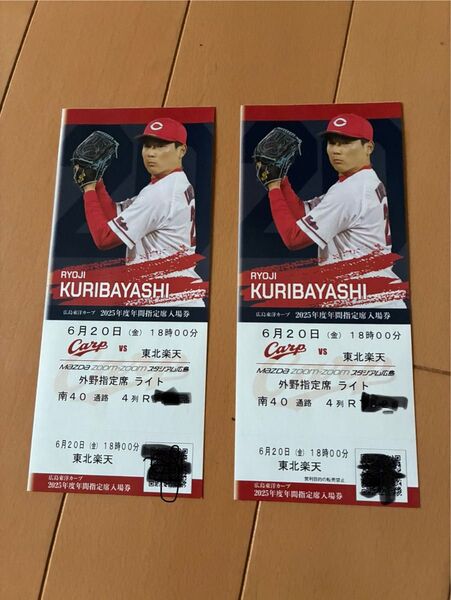 RYOJI
KURIBAYASHI
広島東洋カープ 2025年度年間指定席入場券
6月20日 (金) 18時00分
Carp vs 東北楽天
MAZDA ZOOM-ZOOM スタジアム広島
外野指定席 ライト
南40 通路 4列 R
6月20日 (金) 18時00分
東北楽天
広島東洋カープ
2025年度年間指定席入場券
C
RYOJI
KURIBAYASHI
広島東洋カープ 2025年度年間指定席入場券
6月20日 (金) 18時00分
Carp vs 東北楽天
MAZDA ZOOM-ZOOM スタジアム広島
外野指定席 ライト
南40 通路 4列 R
6月20日 (金) 18時00分
東北楽天
営利目的の転売禁止
広島東洋カープ
2025年度年間指定席入場券